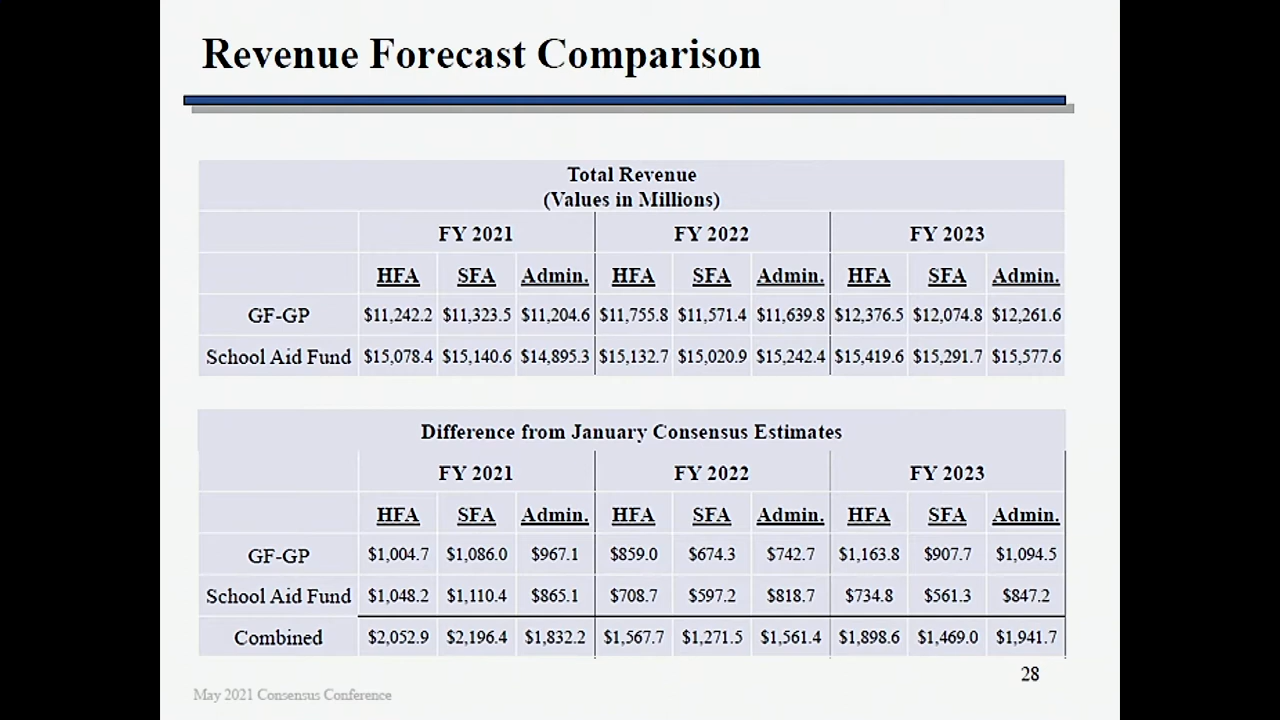 Revenue Forecast Comparison
Total Revenue
(Values in Millions)
FY 2021 FY 2022 FY 2023
HFA SFA Admin. HFA SFA Admin. HFA SFA Admin.
GF-GP $11,242.2 $11,323.5 $11,204.6 $11,755.8 $11,571.4 $11,639.8 $12,376.5 $12,074.8 $12,261.6
School Aid Fund $15,078.4 $15,140.6 $14,895.3 $15,132.7 $15,020.9 $15,242.4 $15,419.6 $15,291.7 $15,577.6
Difference from January Consensus Estimates
FY 2021 FY 2022 FY 2023
HFA SFA Admin. HFA SFA Admin. HFA SFA Admin.
GF-GP $1,004.7 $1,086.0 $967.1 $859.0 $674.3 $742.7 $1,163.8 $907.7 $1,094.5
School Aid Fund $1,048.2 $1,110.4 $865.1 $708.7 $597.2 $818.7 $734.8 $561.3 $847.2
Combined $2,052.9 $2,196.4 $1,832.2 $1,567.7 $1,271.5 $1,561.4 $1,898.6 $1,469.0 $1,941.7
28
May 2021 Consensus Conference